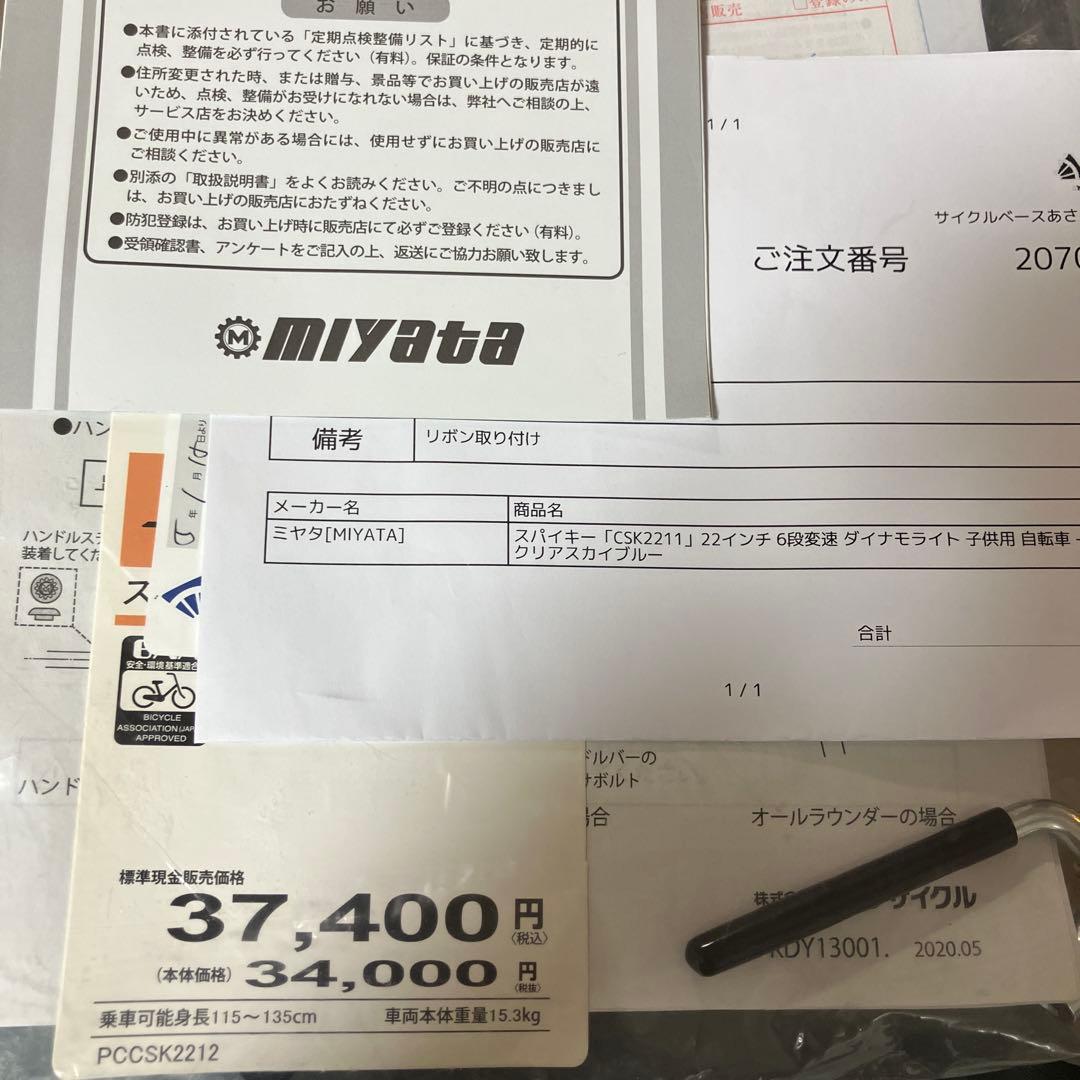 お願い
●本書に添付されている「定期点検整備リスト」に基づき、定期的に
点検、整備を必ず行ってください（有料）。保証の条件となります。
●住所変更された時、または贈与、景品等でお買い上げの販売店が遠
いため、点検、整備がお受けになれない場合は、弊社へご相談の上、
サービス店をお決めください。
●ご使用中に異常がある場合には、使用せずにお買い上げの販売店に
ご相談ください。
●別添の「取扱説明書」をよくお読みください。ご不明の点につきまし
ては、お買い上げの販売店におたずねください。
●防犯登録は、お買い上げ時に販売店にて必ずご登録ください（有料）。
●受領確認書、アンケートをご記入の上、返送にご協力お願い致します。
M MIYata
販売
1 / 1
サイクルベースあさ
ご注文番号 2070
備考 リボン取り付け
メーカー名 商品名
ミヤタ[MIYATA] スパイキー「CSK2211」22インチ 6段変速 ダイナモライト 子供用 自転車 -
クリアスカイブルー
合計
1 / 1
●ハン
ハンドルステ
装着してくだ
年 月 日より
ス
安全・環境基準適合
BICYCLE
ASSOCIATION(JAP
APPROVED
ハンド
ドルバーの
ボルト
場合
オールラウンダーの場合
標準現金販売価格
37,400円
〈税込〉
（本体価格）34,000円
〈税抜〉
乗車可能身長115〜135cm 車両本体重量15.3kg
PCCSK2212
株式 サイクル
KDY13001. 2020.05